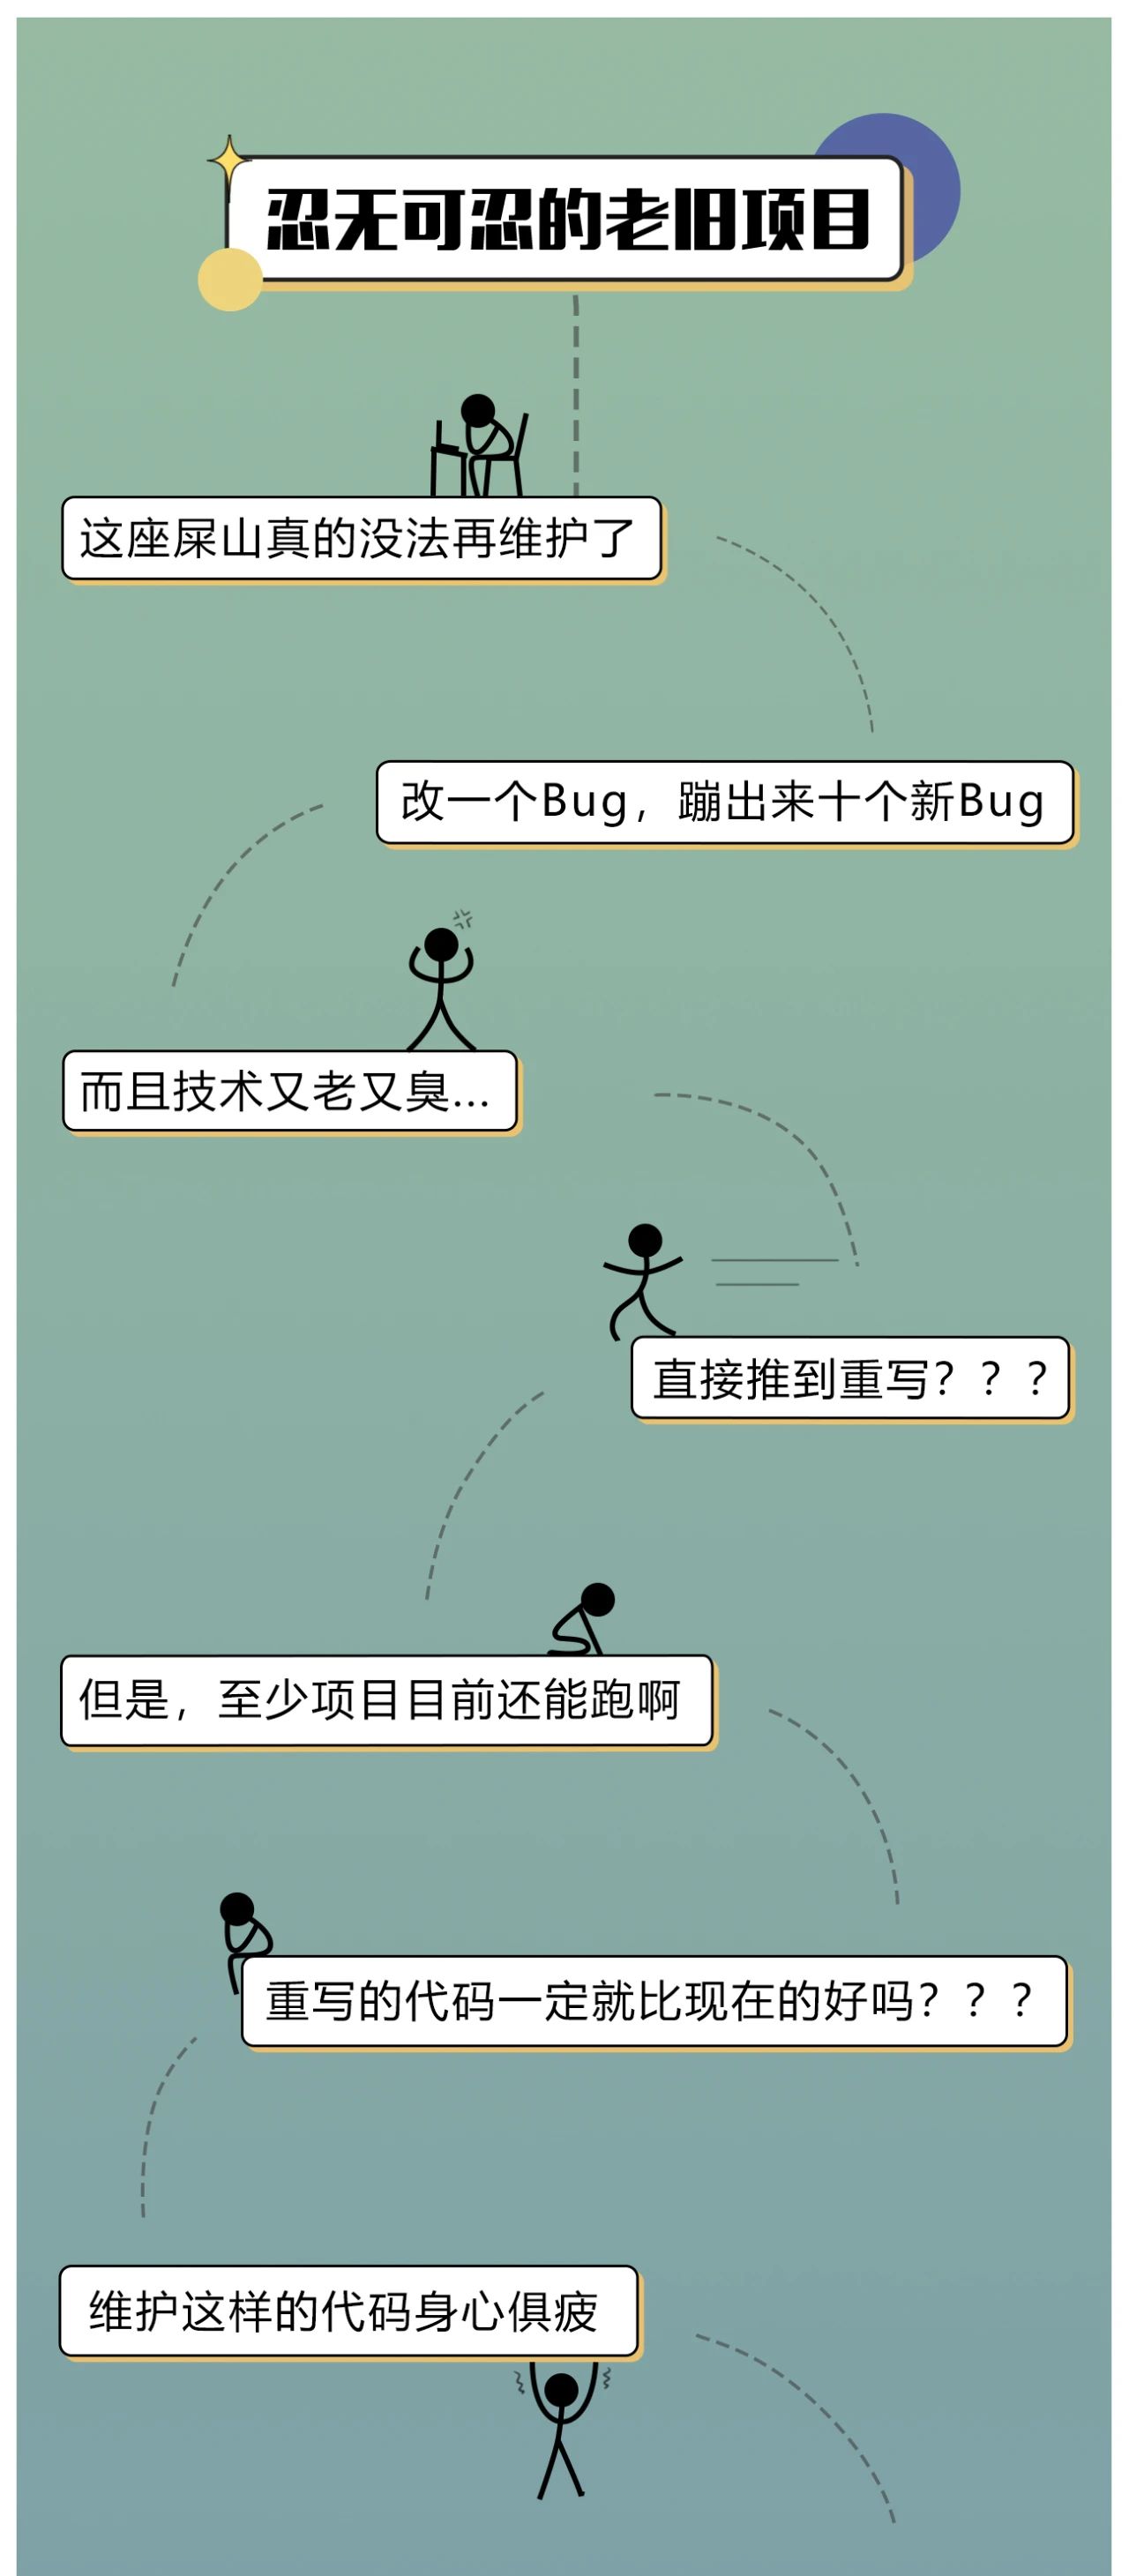 忍无可忍的老旧项目
这座屎山真的没法再维护了
改一个Bug，蹦出来十个新Bug
而且技术又老又臭...
直接推到重写？？？
但是，至少项目目前还能跑啊
重写的代码一定就比现在的好吗？？？
维护这样的代码身心俱疲